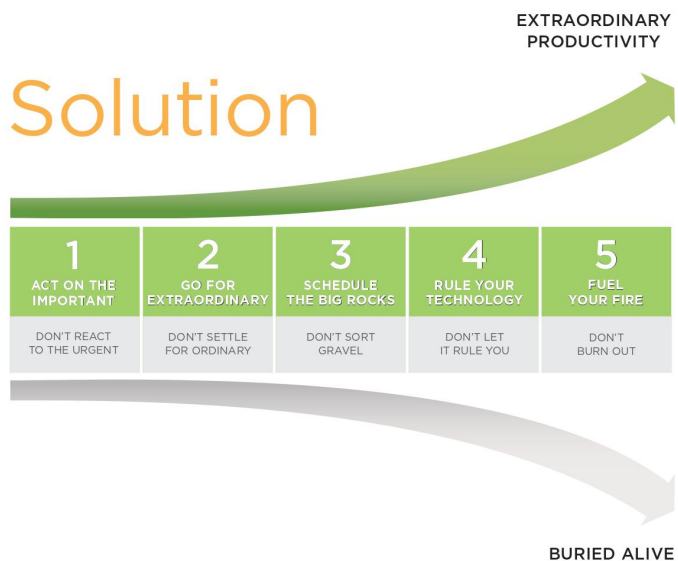 EXTRAORDINARY
PRODUCTIVITY
Solution
1
ACT ON THE
IMPORTANT
DON'T REACT
TO THE URGENT
2
GO FOR
EXTRAORDINARY
DON'T SETTLE
FOR ORDINARY
3
SCHEDULE
THE BIG ROCKS
DON'T SORT
GRAVEL
4
RULE YOUR
TECHNOLOGY
DON'T LET
IT RULE YOU
5
FUEL
YOUR FIRE
DON'T
BURN OUT
BURIED ALIVE